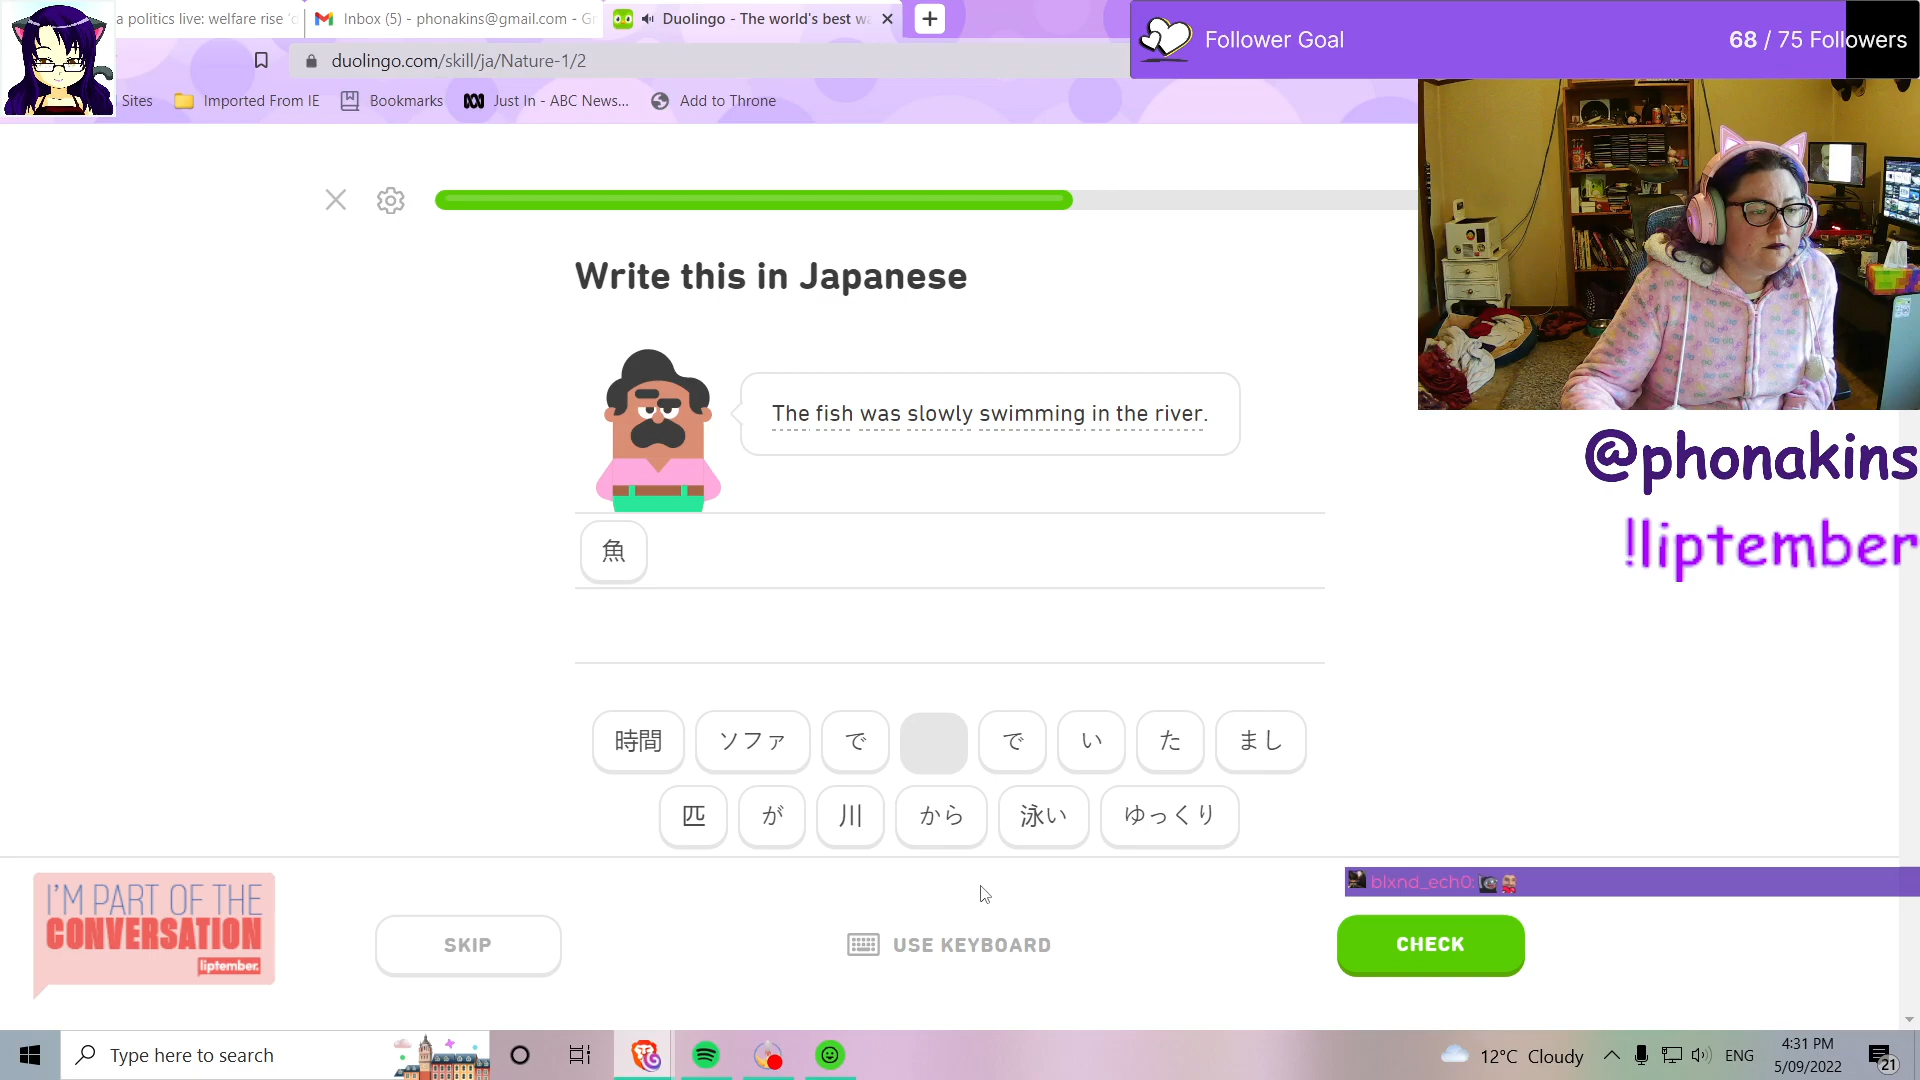 a politics live: welfare rise 'd
Inbox (5) - phonakins@gmail.com - Gr
Duolingo - The world's best wa
Follower Goal
68 / 75 Followers
duolingo.com/skill/ja/Nature-1/2
Sites
Imported From IE
Bookmarks
Just In - ABC News...
Add to Throne
Write this in Japanese
The fish was slowly swimming in the river.
@phonakins
!liptember
魚
時間 ソファ で で い た まし
匹 が 川 から 泳い ゆっくり
I'M PART OF THE
CONVERSATION
liptember.
blxnd_ech0:
SKIP
USE KEYBOARD
CHECK
Type here to search
12°C Cloudy
ENG
4:31 PM
5/09/2022
21